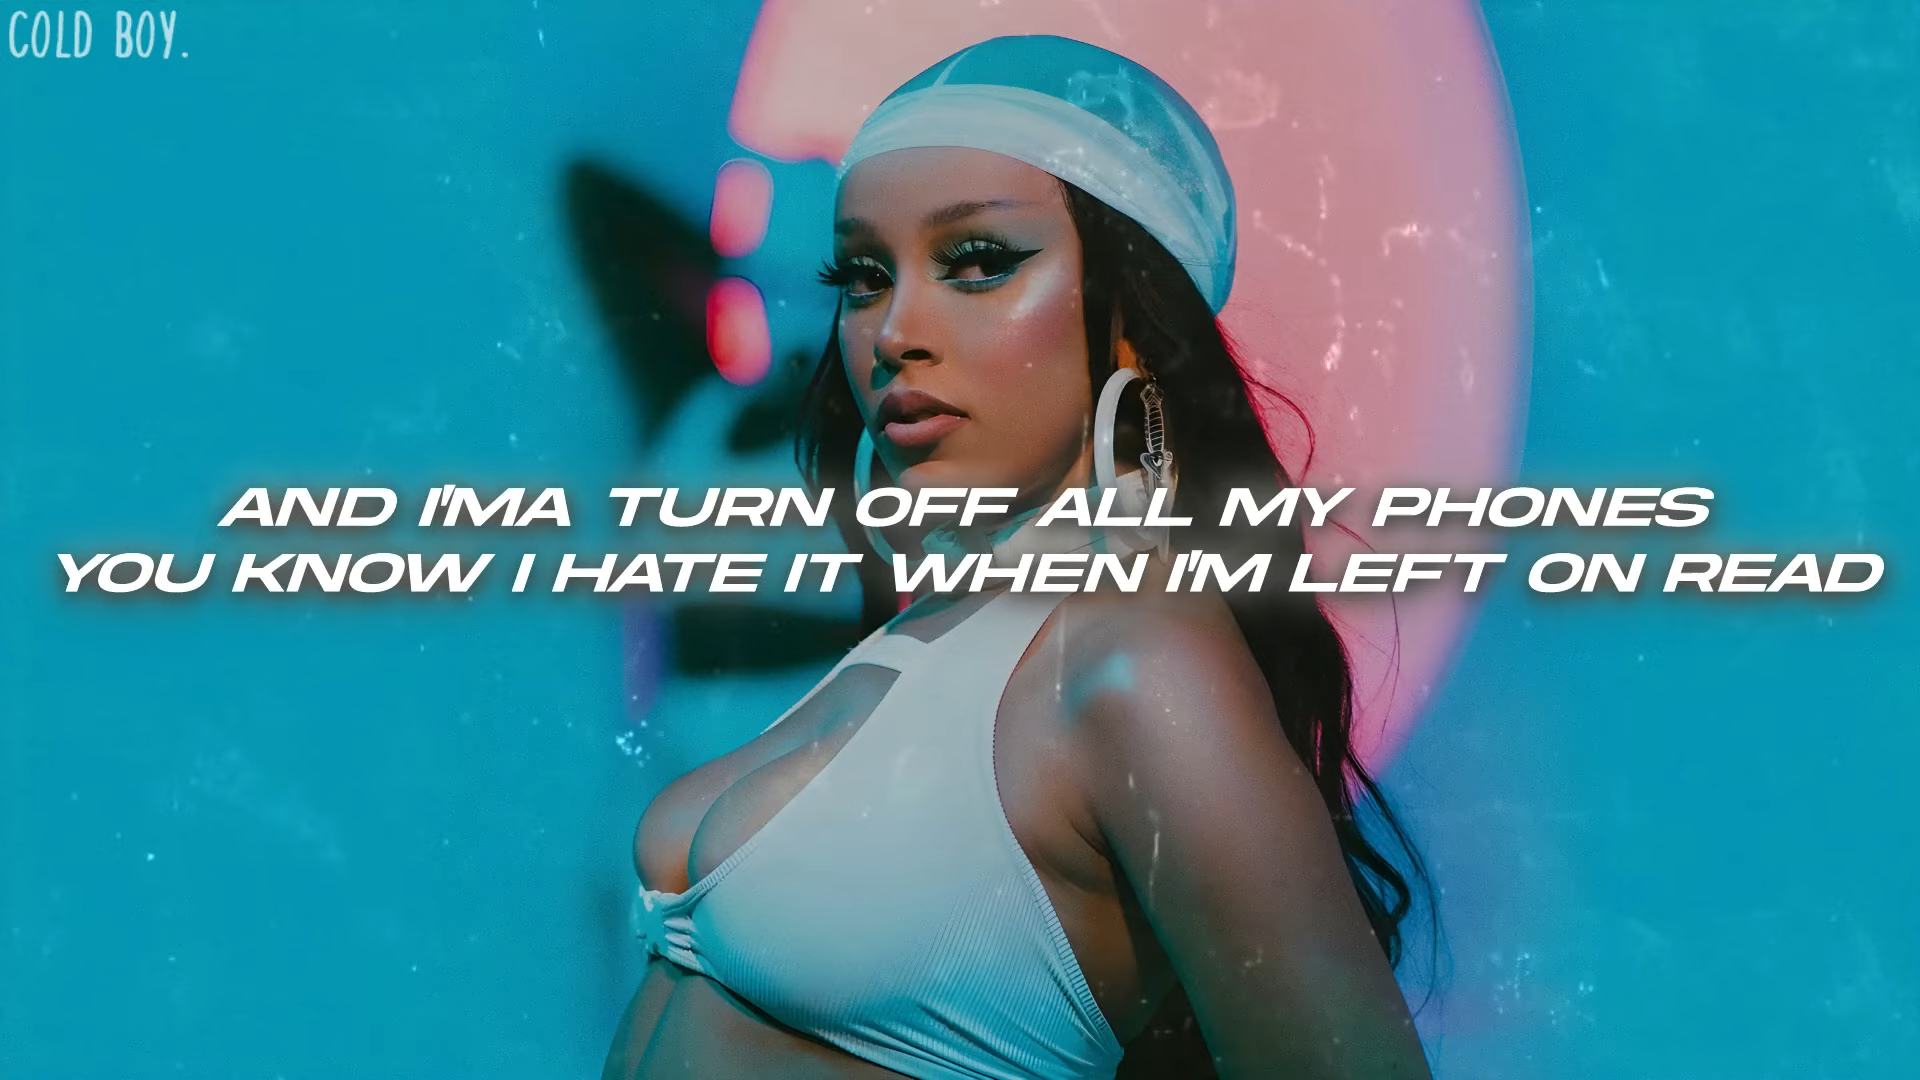 COLD BOY.
AND I'MA TURN OFF ALL MY PHONES
YOU KNOW I HATE IT WHEN I'M LEFT ON READ